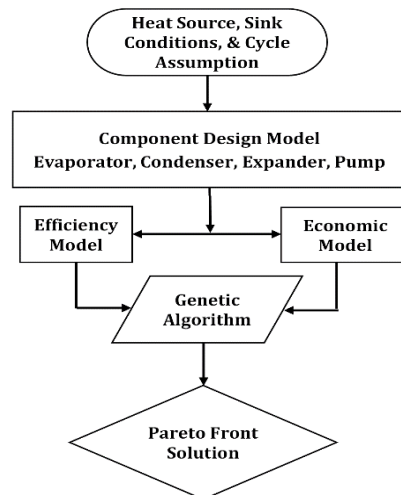 Heat Source, Sink
Conditions, & Cycle
Assumption
Component Design Model
Evaporator, Condenser, Expander, Pump
Efficiency
Model
Economic
Model
Genetic
Algorithm
Pareto Front
Solution